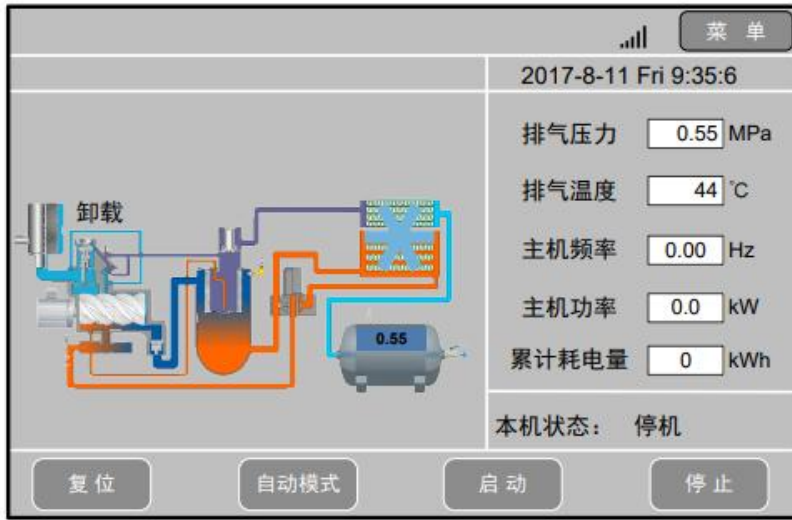 菜 单
2017-8-11 Fri 9:35:6
排气压力 0.55 MPa
排气温度 44 ℃
主机频率 0.00 Hz
主机功率 0.0 kW
累计耗电量 0 kWh
卸载
0.55
本机状态： 停机
复 位 自动模式 启 动 停 止